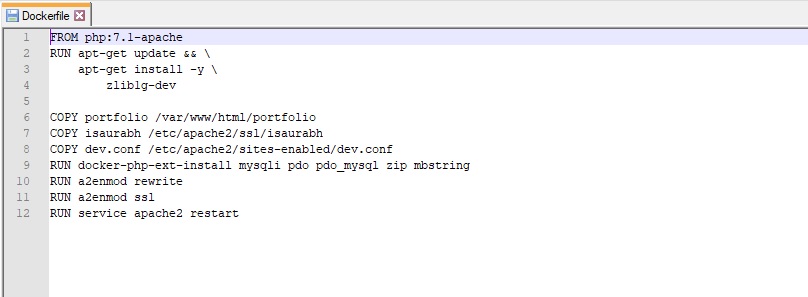 Dockerfile
1 FROM php:7.1-apache
2 RUN apt-get update && \
3     apt-get install -y \
4         zlib1g-dev
5
6 COPY portfolio /var/www/html/portfolio
7 COPY isaurabh /etc/apache2/ssl/isaurabh
8 COPY dev.conf /etc/apache2/sites-enabled/dev.conf
9 RUN docker-php-ext-install mysqli pdo pdo_mysql zip mbstring
10 RUN a2enmod rewrite
11 RUN a2enmod ssl
12 RUN service apache2 restart